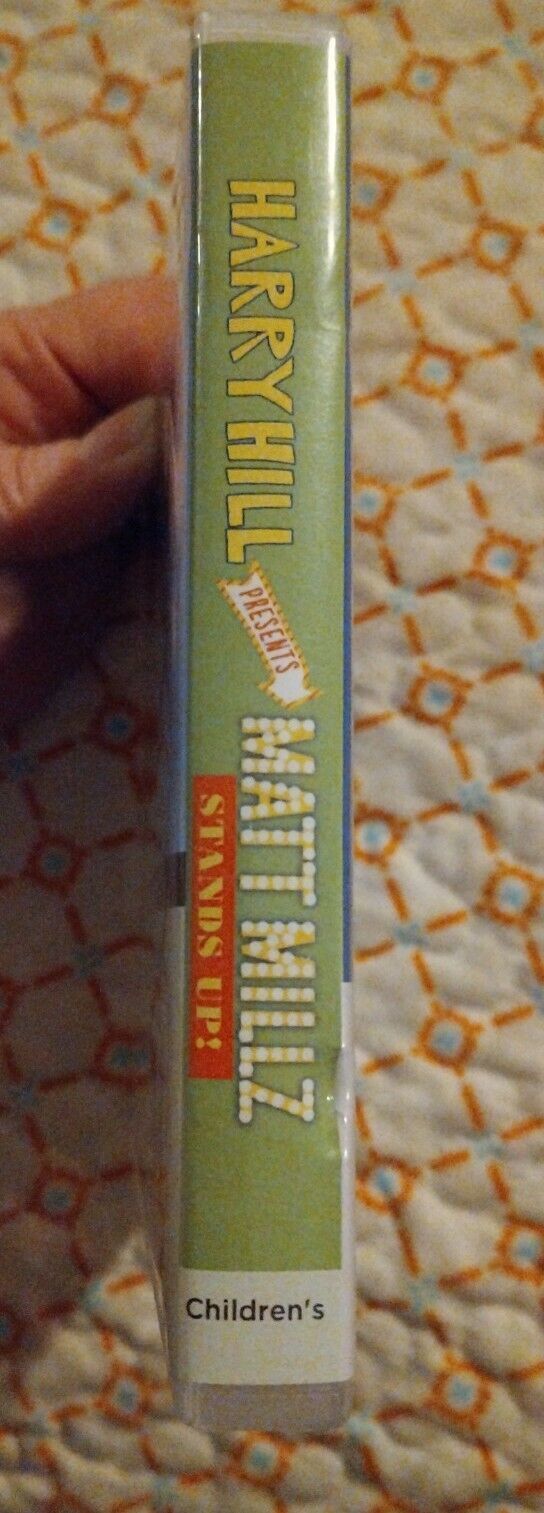 HARRY HILL
PRESENTS
MATT MILLZ
STANDS UP!
Children's